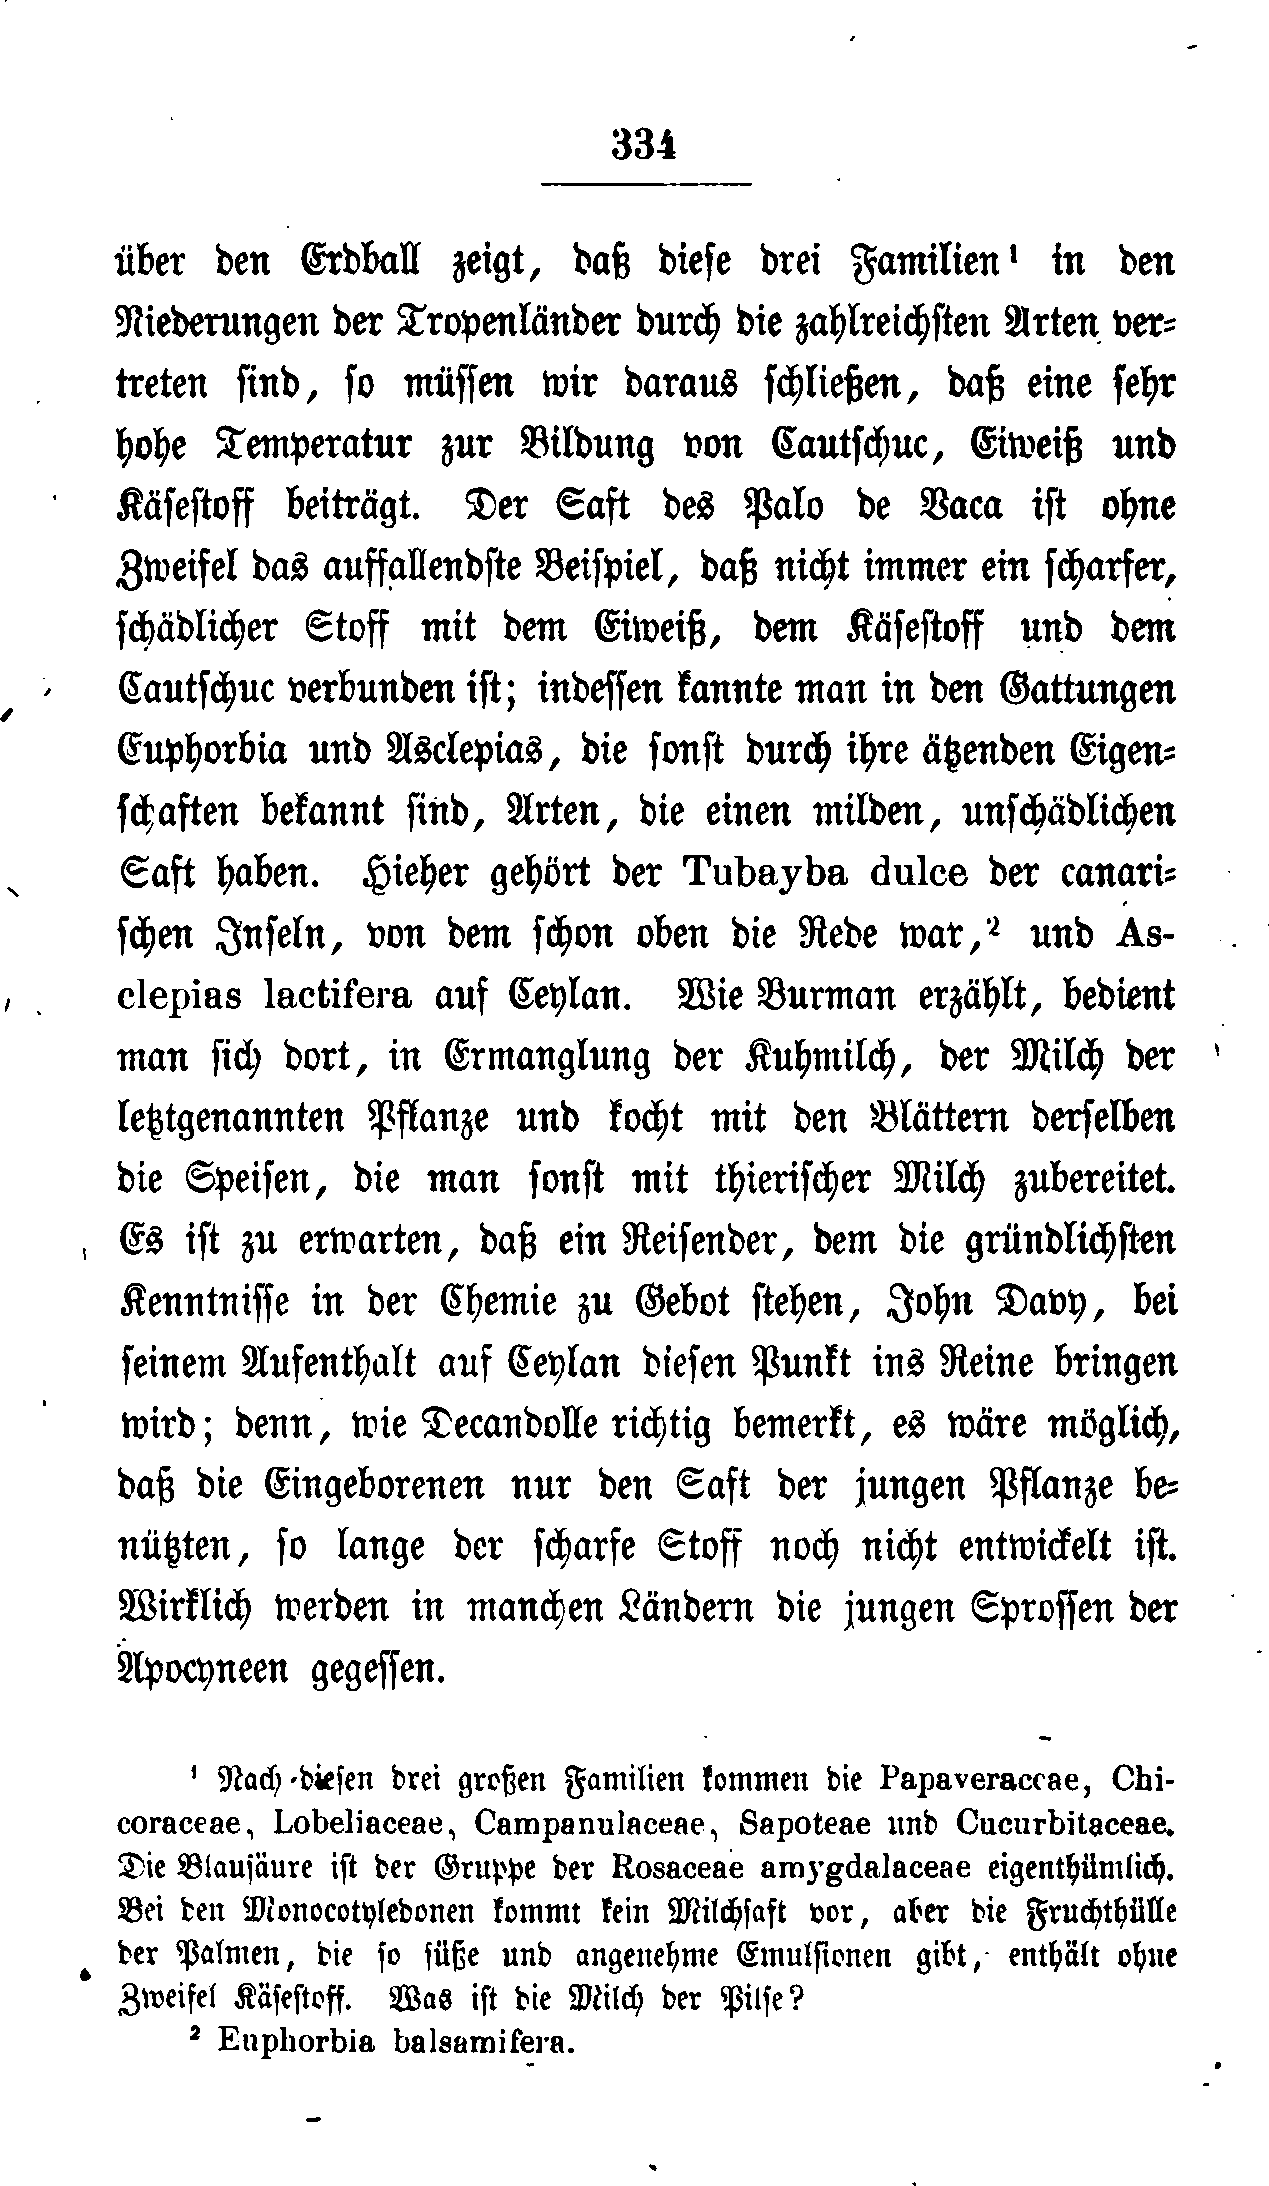 334
über den Erdball zeigt, daß diese drei Familien¹ in den
Niederungen der Tropenländer durch die zahlreichsten Arten ver-
treten sind, so müssen wir daraus schließen, daß eine sehr
hohe Temperatur zur Bildung von Cautschuc, Eiweiß und
Käsestoff beiträgt. Der Saft des Palo de Vaca ist ohne
Zweifel das auffallendste Beispiel, daß nicht immer ein scharfer,
schädlicher Stoff mit dem Eiweiß, dem Käsestoff und dem
Cautschuc verbunden ist; indessen kannte man in den Gattungen
Euphorbia und Asclepias, die sonst durch ihre ätzenden Eigen-
schaften bekannt sind, Arten, die einen milden, unschädlichen
Saft haben. Hieher gehört der Tubayba dulce der canari-
schen Inseln, von dem schon oben die Rede war,² und As-
clepias lactifera auf Ceylan. Wie Burman erzählt, bedient
man sich dort, in Ermanglung der Kuhmilch, der Milch der
letztgenannten Pflanze und kocht mit den Blättern derselben
die Speisen, die man sonst mit thierischer Milch zubereitet.
Es ist zu erwarten, daß ein Reisender, dem die gründlichsten
Kenntnisse in der Chemie zu Gebot stehen, John Davy, bei
seinem Aufenthalt auf Ceylan diesen Punkt ins Reine bringen
wird; denn, wie Decandolle richtig bemerkt, es wäre möglich,
daß die Eingeborenen nur den Saft der jungen Pflanze be-
nützten, so lange der scharfe Stoff noch nicht entwickelt ist.
Wirklich werden in manchen Ländern die jungen Sprossen der
Apocyneen gegessen.
¹ Nach diesen drei großen Familien kommen die Papaveraceae, Chi-
coraceae, Lobeliaceae, Campanulaceae, Sapoteae und Cucurbitaceae.
Die Blausäure ist der Gruppe der Rosaceae amygdalaceae eigenthümlich.
Bei den Monocotyledonen kommt kein Milchsaft vor, aber die Fruchthülle
der Palmen, die so süße und angenehme Emulsionen gibt, enthält ohne
Zweifel Käsestoff. Was ist die Milch der Pilse?
² Euphorbia balsamifera.